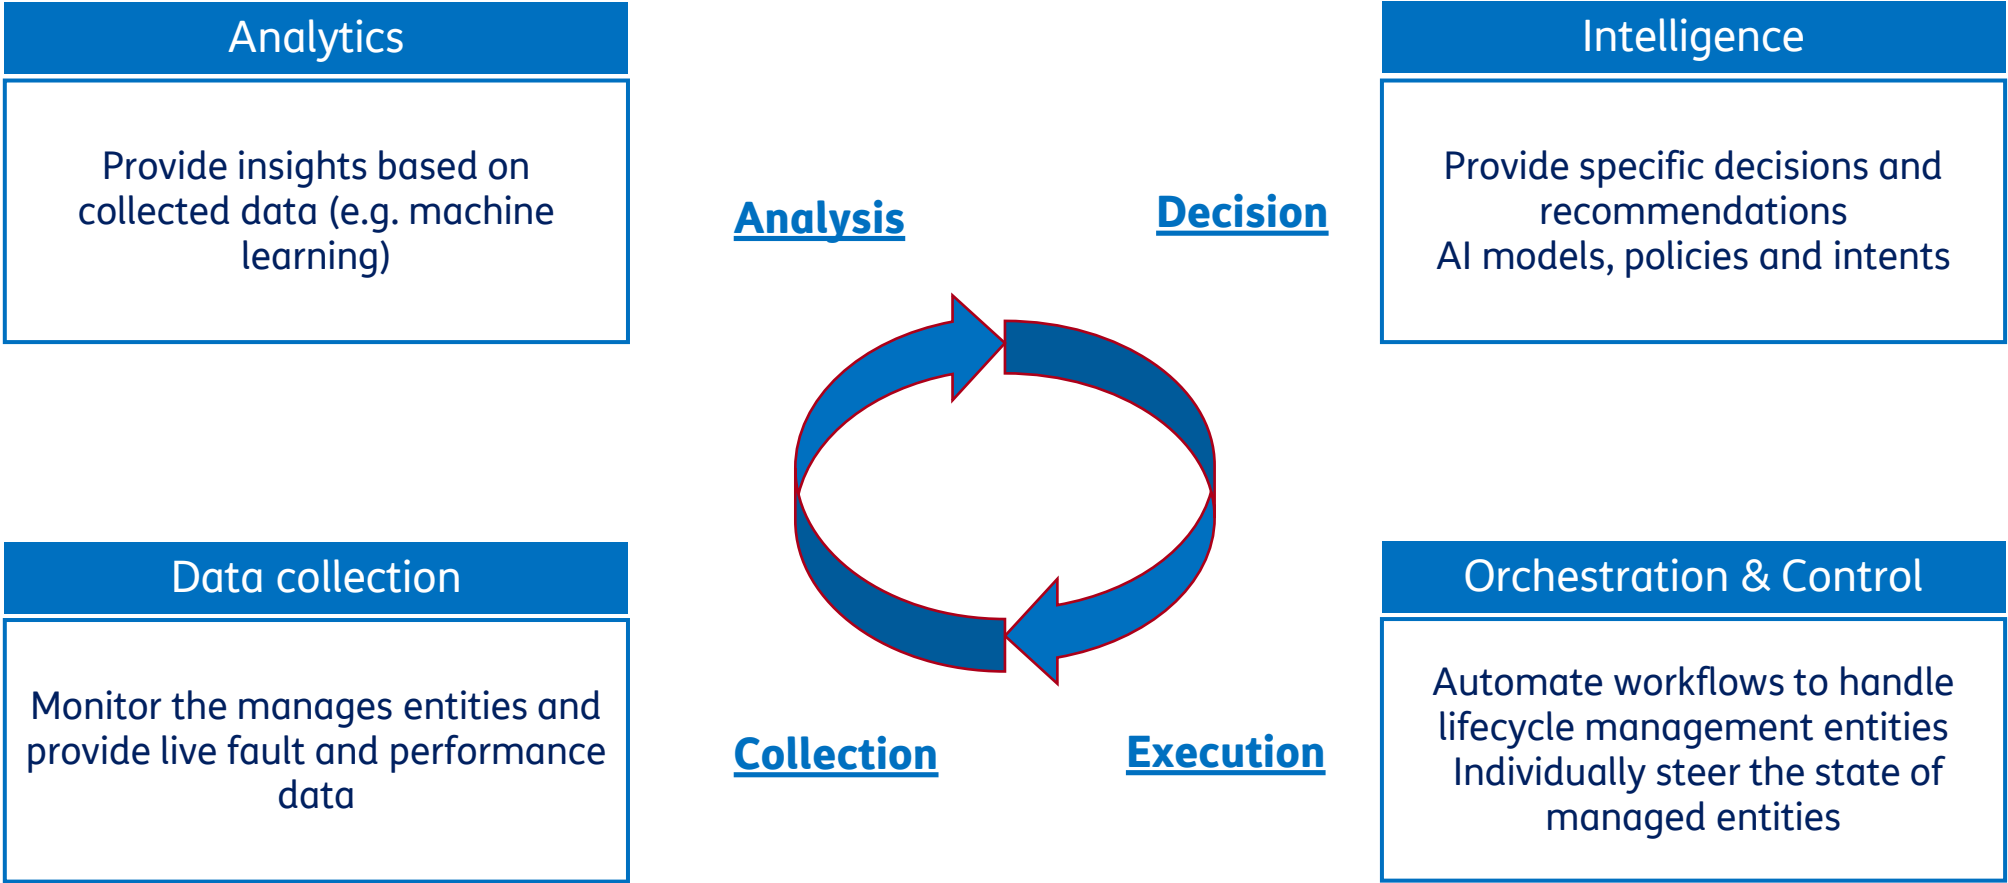 Analytics
Provide insights based on
collected data (e.g. machine
learning)
Intelligence
Provide specific decisions and
recommendations
AI models, policies and intents
Analysis
Decision
Data collection
Monitor the manages entities and
provide live fault and performance
data
Collection
Execution
Orchestration & Control
Automate workflows to handle
lifecycle management entities
Individually steer the state of
managed entities